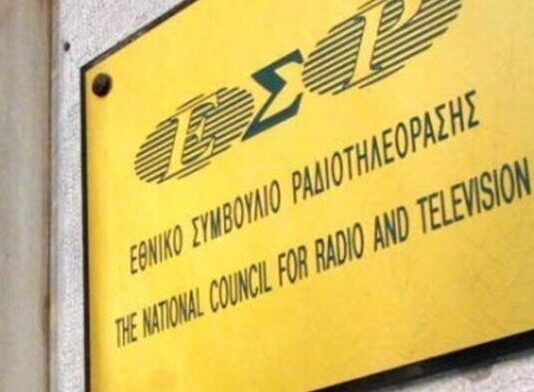 ΕΣΡ
ΕΘΝΙΚΟ ΣΥΜΒΟΥΛΙΟ ΡΑΔΙΟΤΗΛΕΟΡΑΣΗΣ
THE NATIONAL COUNCIL FOR RADIO AND TELEVISION